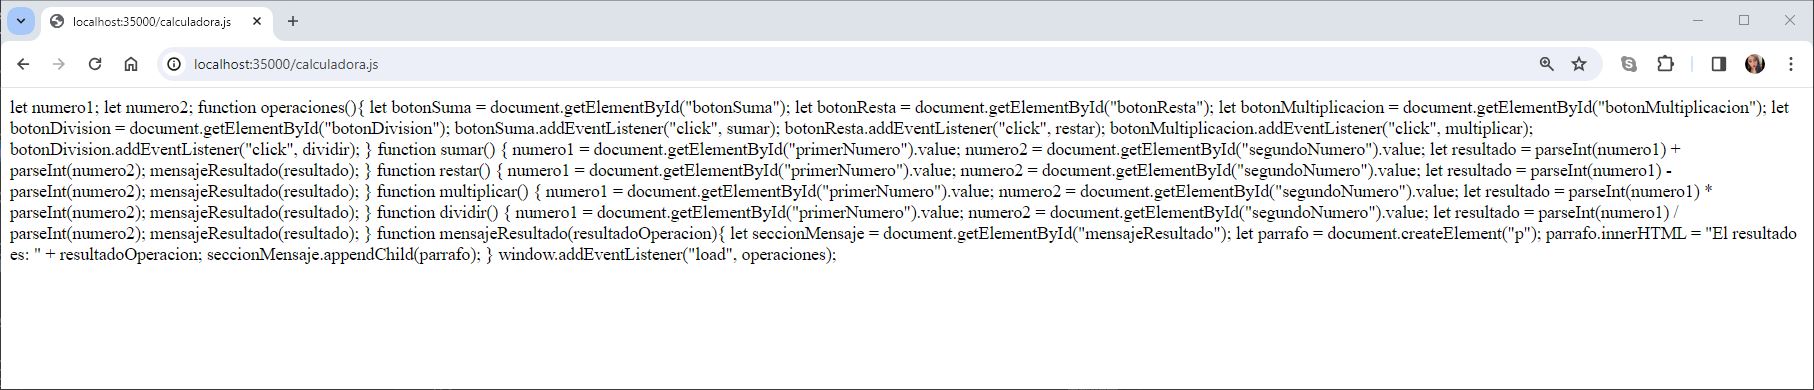 localhost:35000/calculadora.js
localhost:35000/calculadora.js
let numero1; let numero2; function operaciones(){ let botonSuma = document.getElementById("botonSuma"); let botonResta = document.getElementById("botonResta"); let botonMultiplicacion = document.getElementById("botonMultiplicacion"); let
botonDivision = document.getElementById("botonDivision"); botonSuma.addEventListener("click", sumar); botonResta.addEventListener("click", restar); botonMultiplicacion.addEventListener("click", multiplicar);
botonDivision.addEventListener("click", dividir); } function sumar() { numero1 = document.getElementById("primerNumero").value; numero2 = document.getElementById("segundoNumero").value; let resultado = parseInt(numero1) +
parseInt(numero2); mensajeResultado(resultado); } function restar() { numero1 = document.getElementById("primerNumero").value; numero2 = document.getElementById("segundoNumero").value; let resultado = parseInt(numero1) -
parseInt(numero2); mensajeResultado(resultado); } function multiplicar() { numero1 = document.getElementById("primerNumero").value; numero2 = document.getElementById("segundoNumero").value; let resultado = parseInt(numero1) *
parseInt(numero2); mensajeResultado(resultado); } function dividir() { numero1 = document.getElementById("primerNumero").value; numero2 = document.getElementById("segundoNumero").value; let resultado = parseInt(numero1) /
parseInt(numero2); mensajeResultado(resultado); } function mensajeResultado(resultadoOperacion){ let seccionMensaje = document.getElementById("mensajeResultado"); let parrafo = document.createElement("p"); parrafo.innerHTML = "El resultado
es: " + resultadoOperacion; seccionMensaje.appendChild(parrafo); } window.addEventListener("load", operaciones);